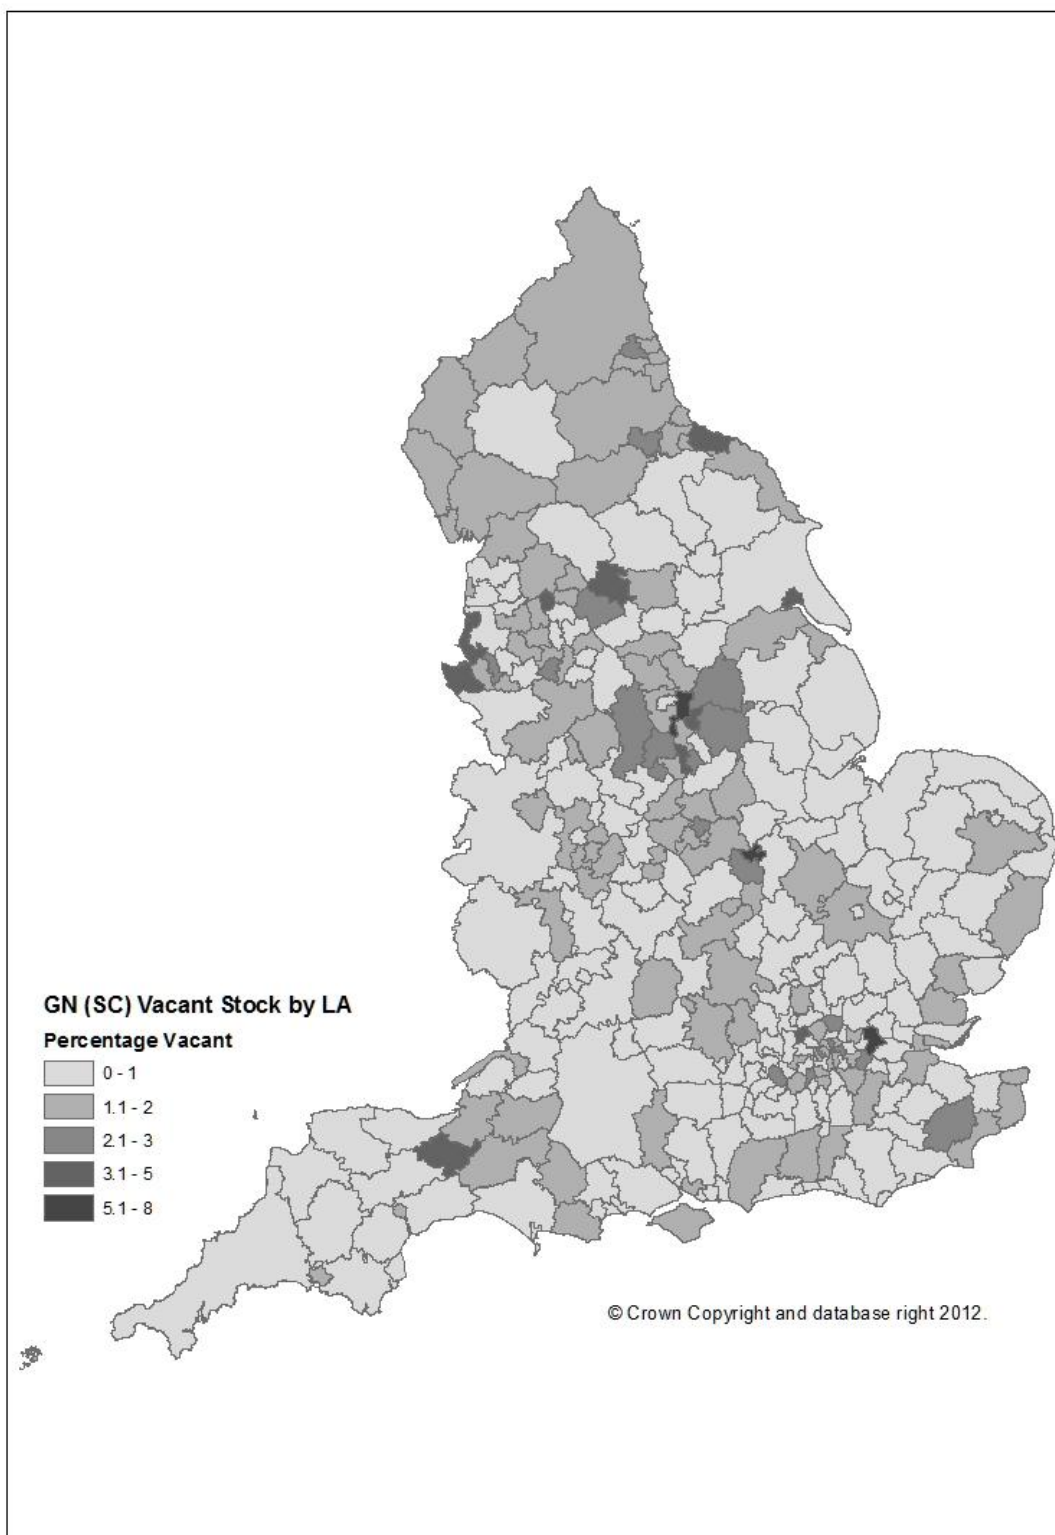 GN (SC) Vacant Stock by LA
Percentage Vacant
0 - 1
1.1 - 2
2.1 - 3
3.1 - 5
5.1 - 8
© Crown Copyright and database right 2012.